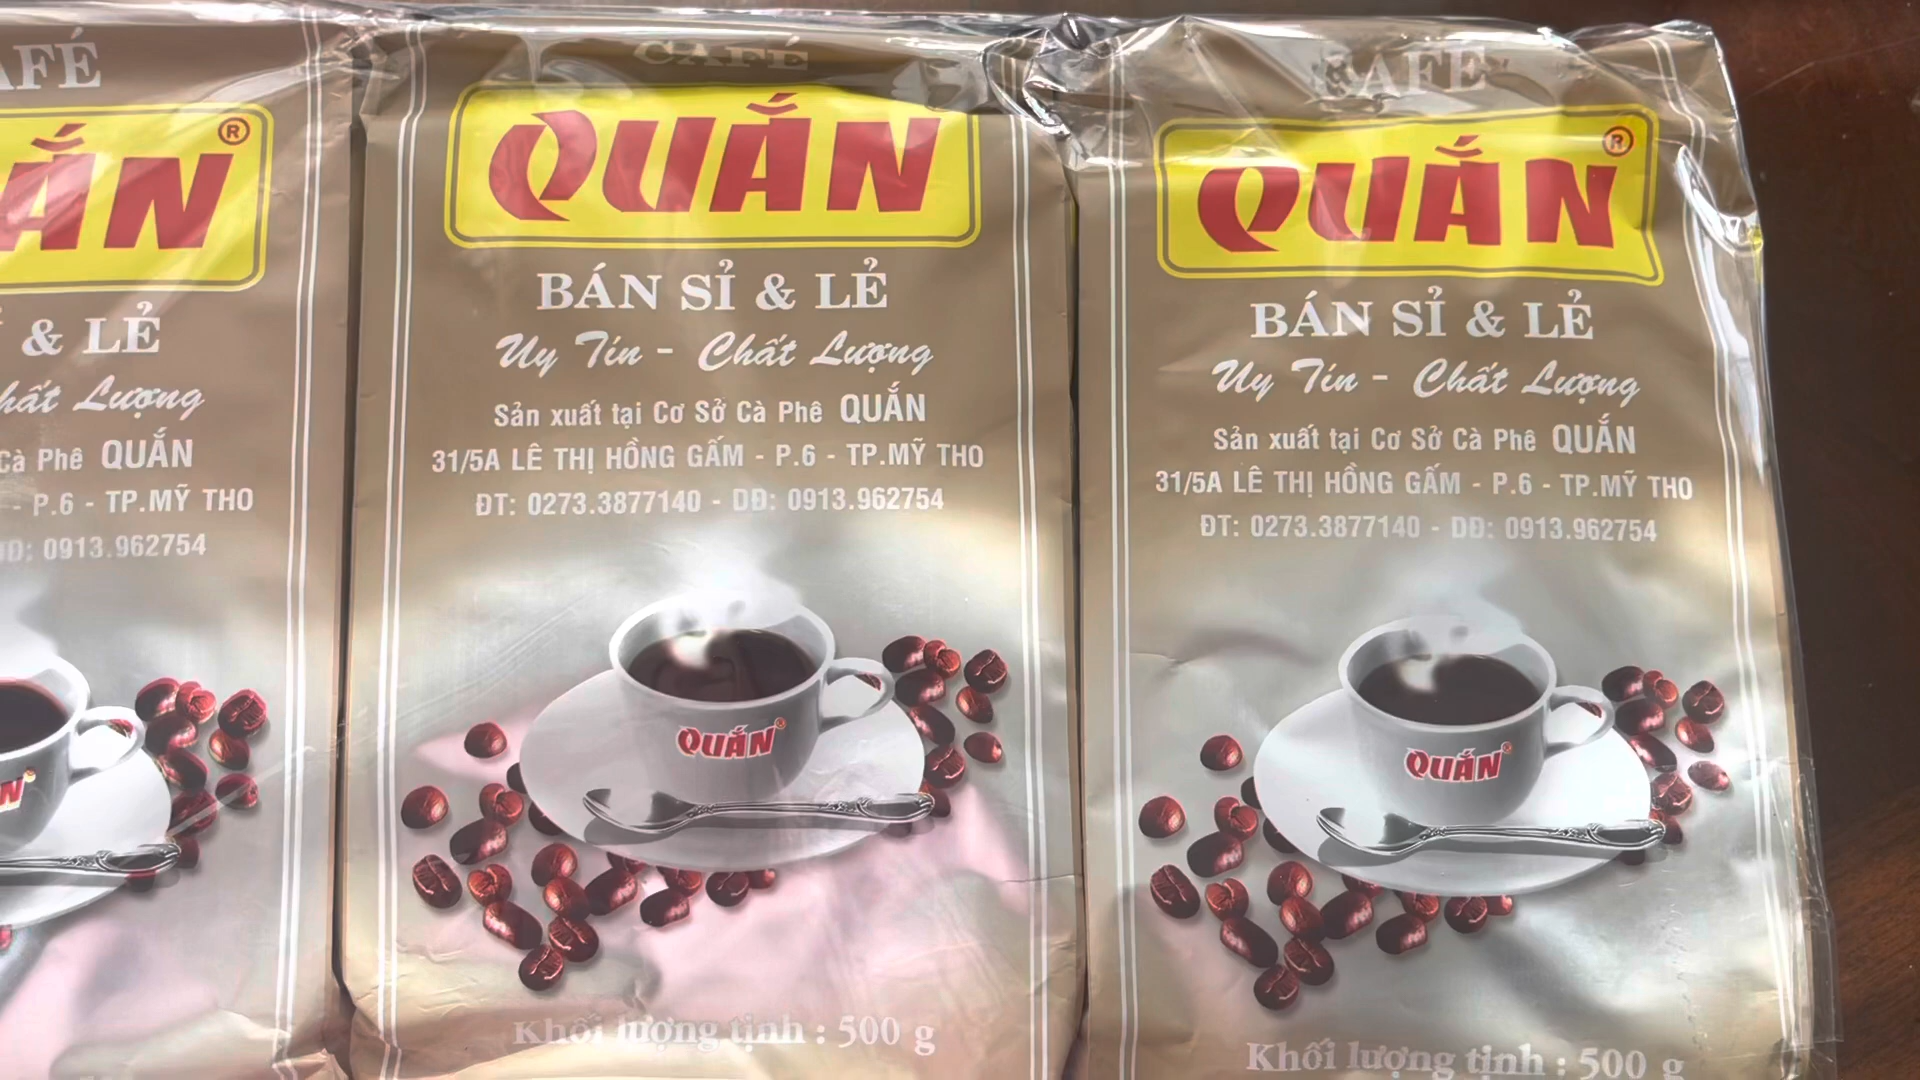 AFÉ
ẮN®
& LẺ
hất Lượng
Cà Phê QUẮN
- P.6 - TP.MỸ THO
DĐ: 0913.962754
N®
CAFÉ
QUẮN
BÁN SỈ & LẺ
Uy Tín - Chất Lượng
Sản xuất tại Cơ Sở Cà Phê QUẮN
31/5A LÊ THỊ HỒNG GẤM - P.6 - TP.MỸ THO
ĐT: 0273.3877140 - DĐ: 0913.962754
QUẮN®
Khối lượng tịnh : 500 g
CAFÉ
QUẮN®
BÁN SỈ & LẺ
Uy Tín - Chất Lượng
Sản xuất tại Cơ Sở Cà Phê QUẮN
31/5A LÊ THỊ HỒNG GẤM - P.6 - TP.MỸ THO
ĐT: 0273.3877140 - DĐ: 0913.962754
QUẮN®
Khối lượng tịnh : 500 g